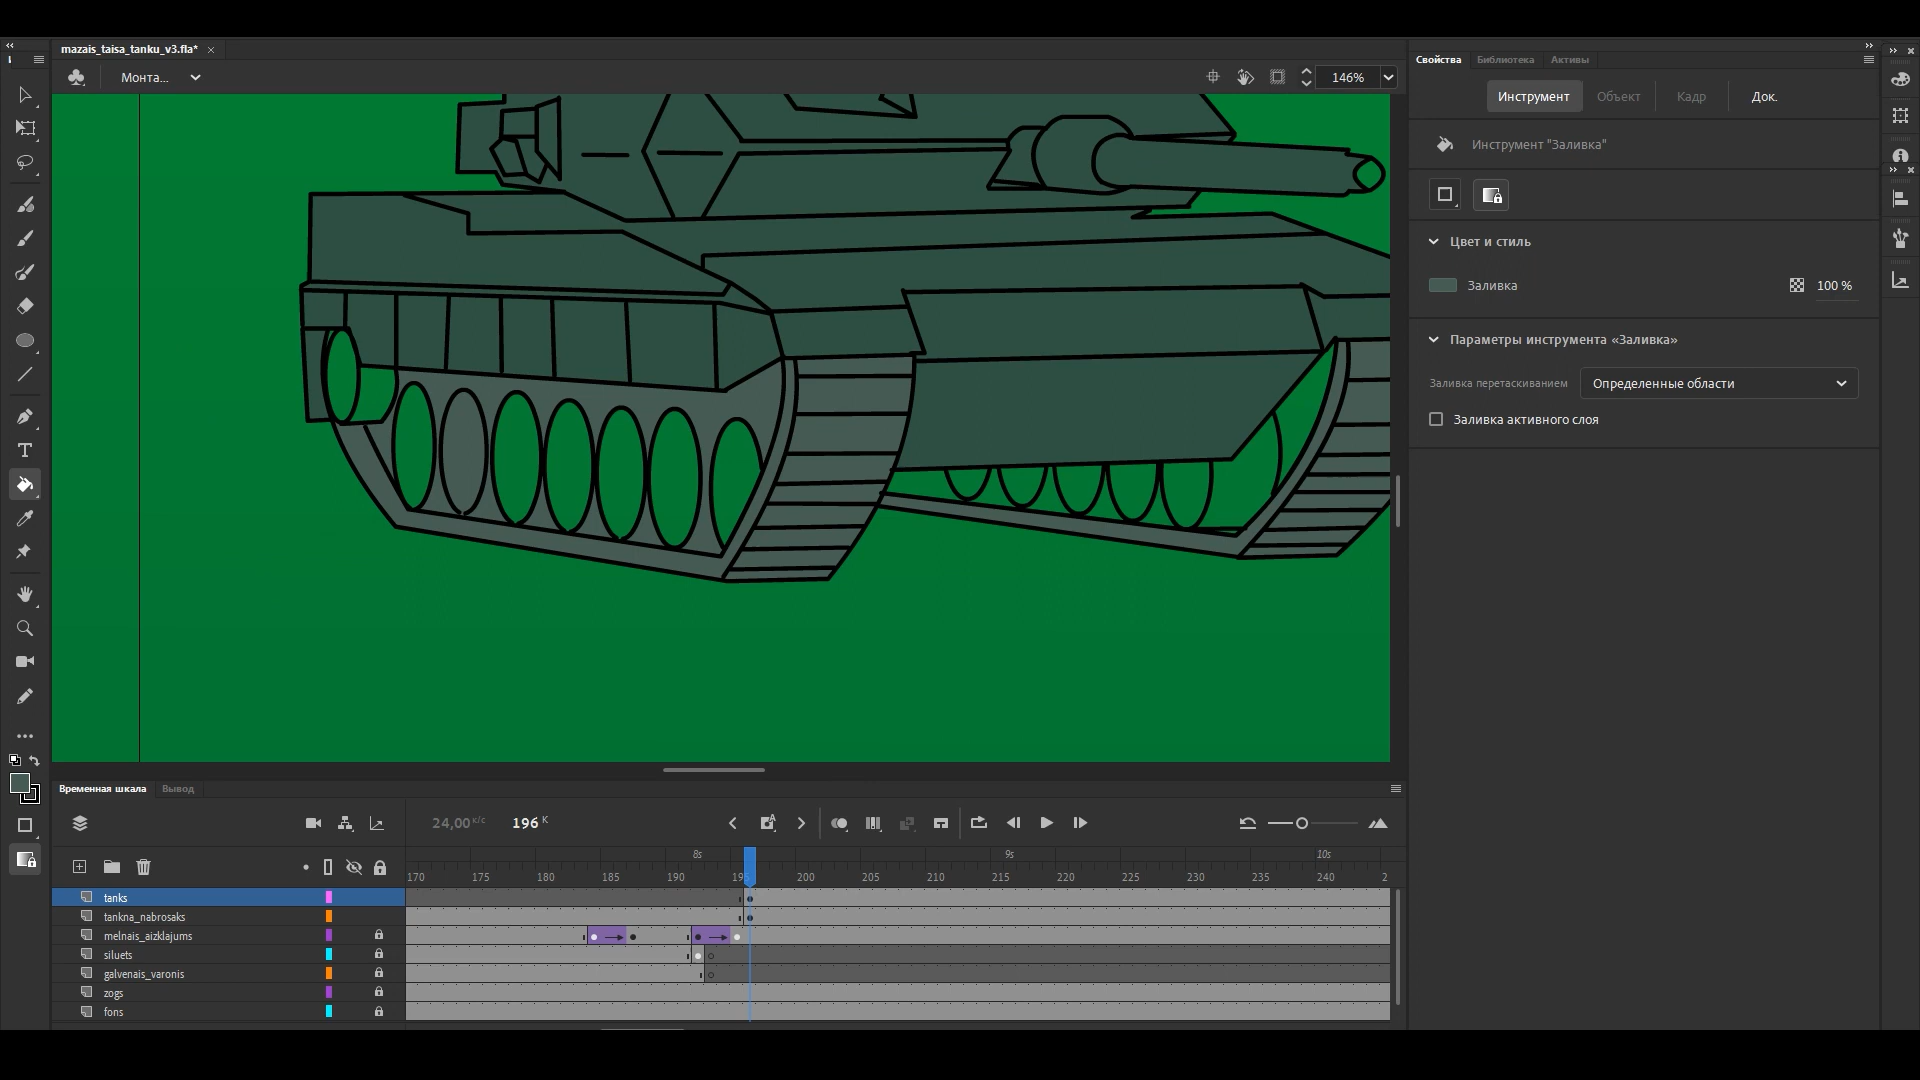 mazais_taisa_tanku_v3.fla*
Монта...
146%
Свойства
Библиотека
Активы
Инструмент
Объект
Кадр
Док.
Инструмент "Заливка"
Цвет и стиль
Заливка
100 %
Параметры инструмента «Заливка»
Заливка перетаскиванием
Определенные области
Заливка активного слоя
Временная шкала
Вывод
24,00 к/с
196 К
8s
9s
10s
170 175 180 185 190 195 200 205 210 215 220 225 230 235 240 2
tanks
tankna_nabrosaks
melnais_aizklajums
siluets
galvenais_varonis
zogs
fons